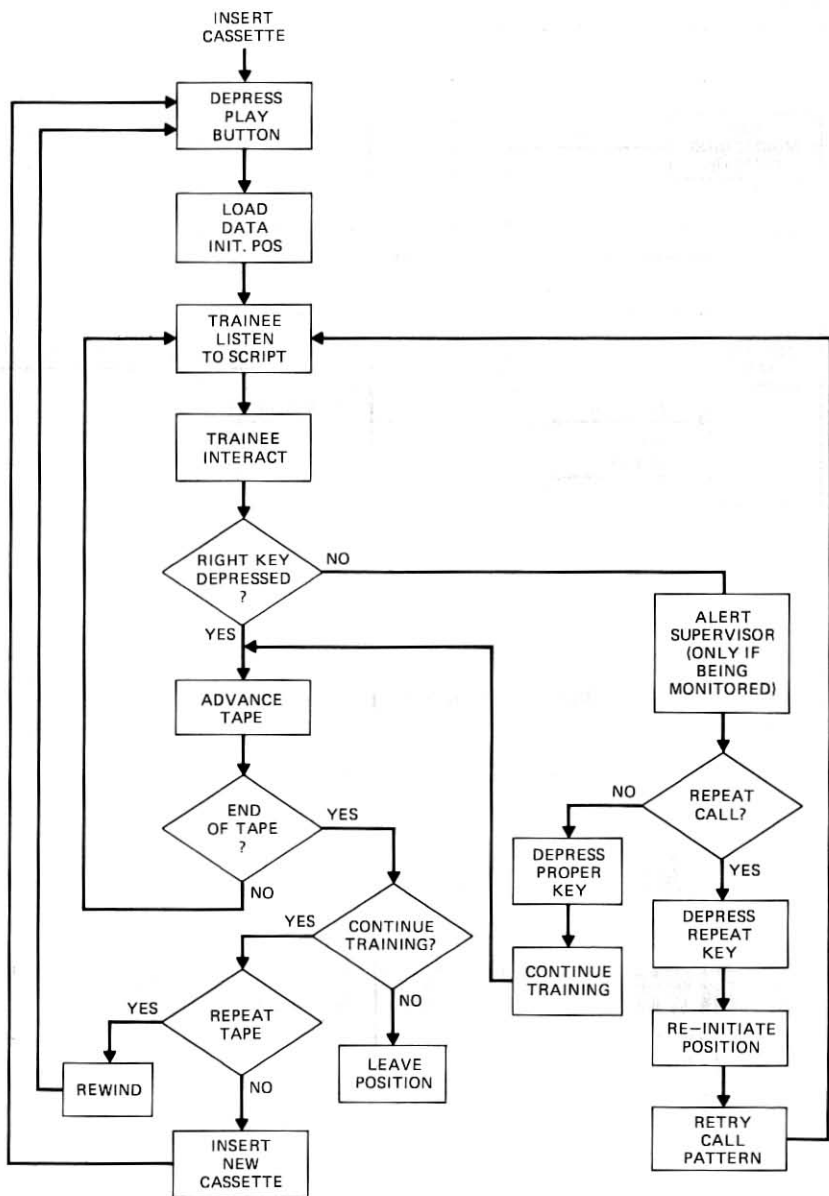 INSERT
CASSETTE
DEPRESS
PLAY
BUTTON
LOAD
DATA
INIT. POS
TRAINEE
LISTEN
TO SCRIPT
TRAINEE
INTERACT
RIGHT KEY
DEPRESSED
?
NO
YES
ALERT
SUPERVISOR
(ONLY IF
BEING
MONITORED)
ADVANCE
TAPE
REPEAT
CALL?
NO
YES
END
OF TAPE
?
YES
NO
DEPRESS
PROPER
KEY
DEPRESS
REPEAT
KEY
CONTINUE
TRAINING?
YES
NO
CONTINUE
TRAINING
REPEAT
TAPE
YES
NO
RE-INITIATE
POSITION
REWIND
LEAVE
POSITION
INSERT
NEW
CASSETTE
RETRY
CALL
PATTERN